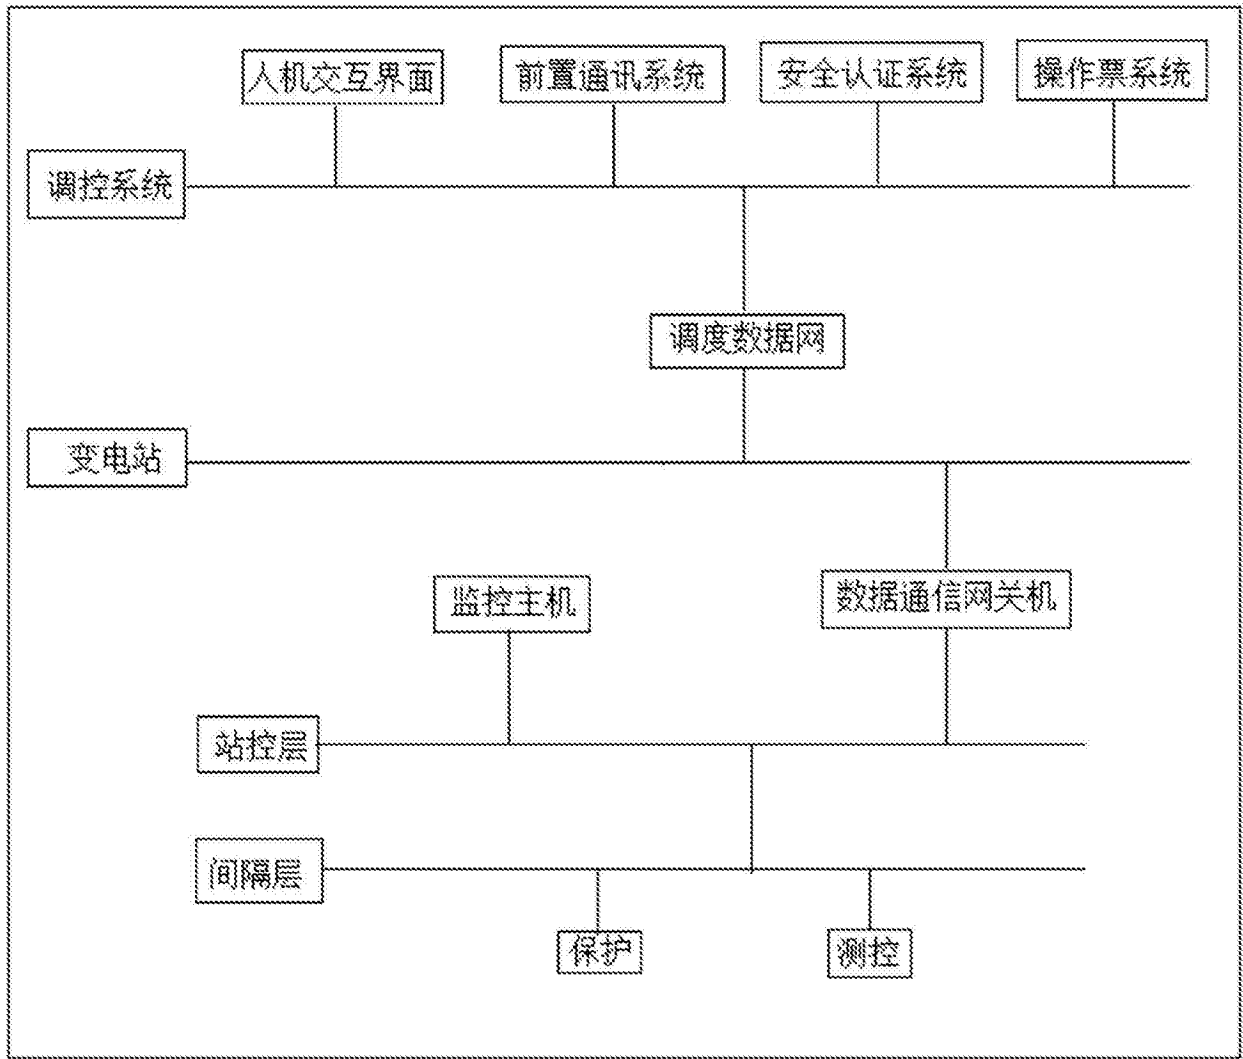 人机交互界面
前置通讯系统
安全认证系统
操作票系统
调控系统
调度数据网
变电站
监控主机
数据通信网关机
站控层
间隔层
保护
测控